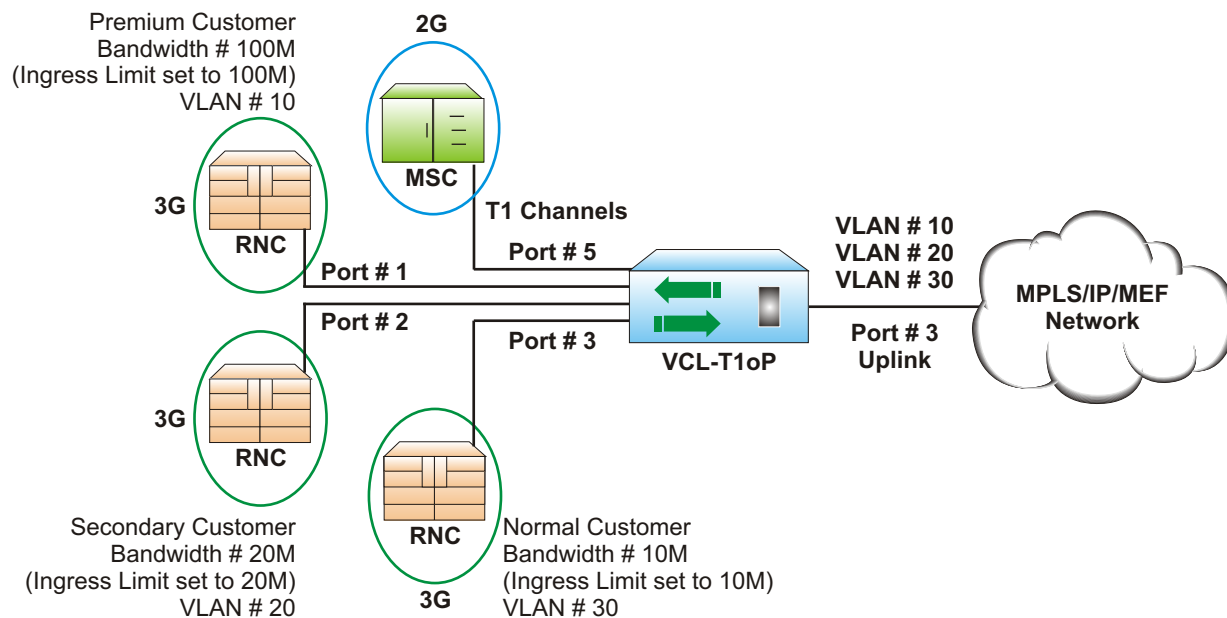 Premium Customer
Bandwidth # 100M
(Ingress Limit set to 100M)
VLAN # 10
3G
RNC
Port # 1
2G
MSC
T1 Channels
Port # 5
Port # 2
3G
RNC
Secondary Customer
Bandwidth # 20M
(Ingress Limit set to 20M)
VLAN # 20
Port # 3
RNC
3G
Normal Customer
Bandwidth # 10M
(Ingress Limit set to 10M)
VLAN # 30
VCL-T1oP
VLAN # 10
VLAN # 20
VLAN # 30
Port # 3
Uplink
MPLS/IP/MEF
Network